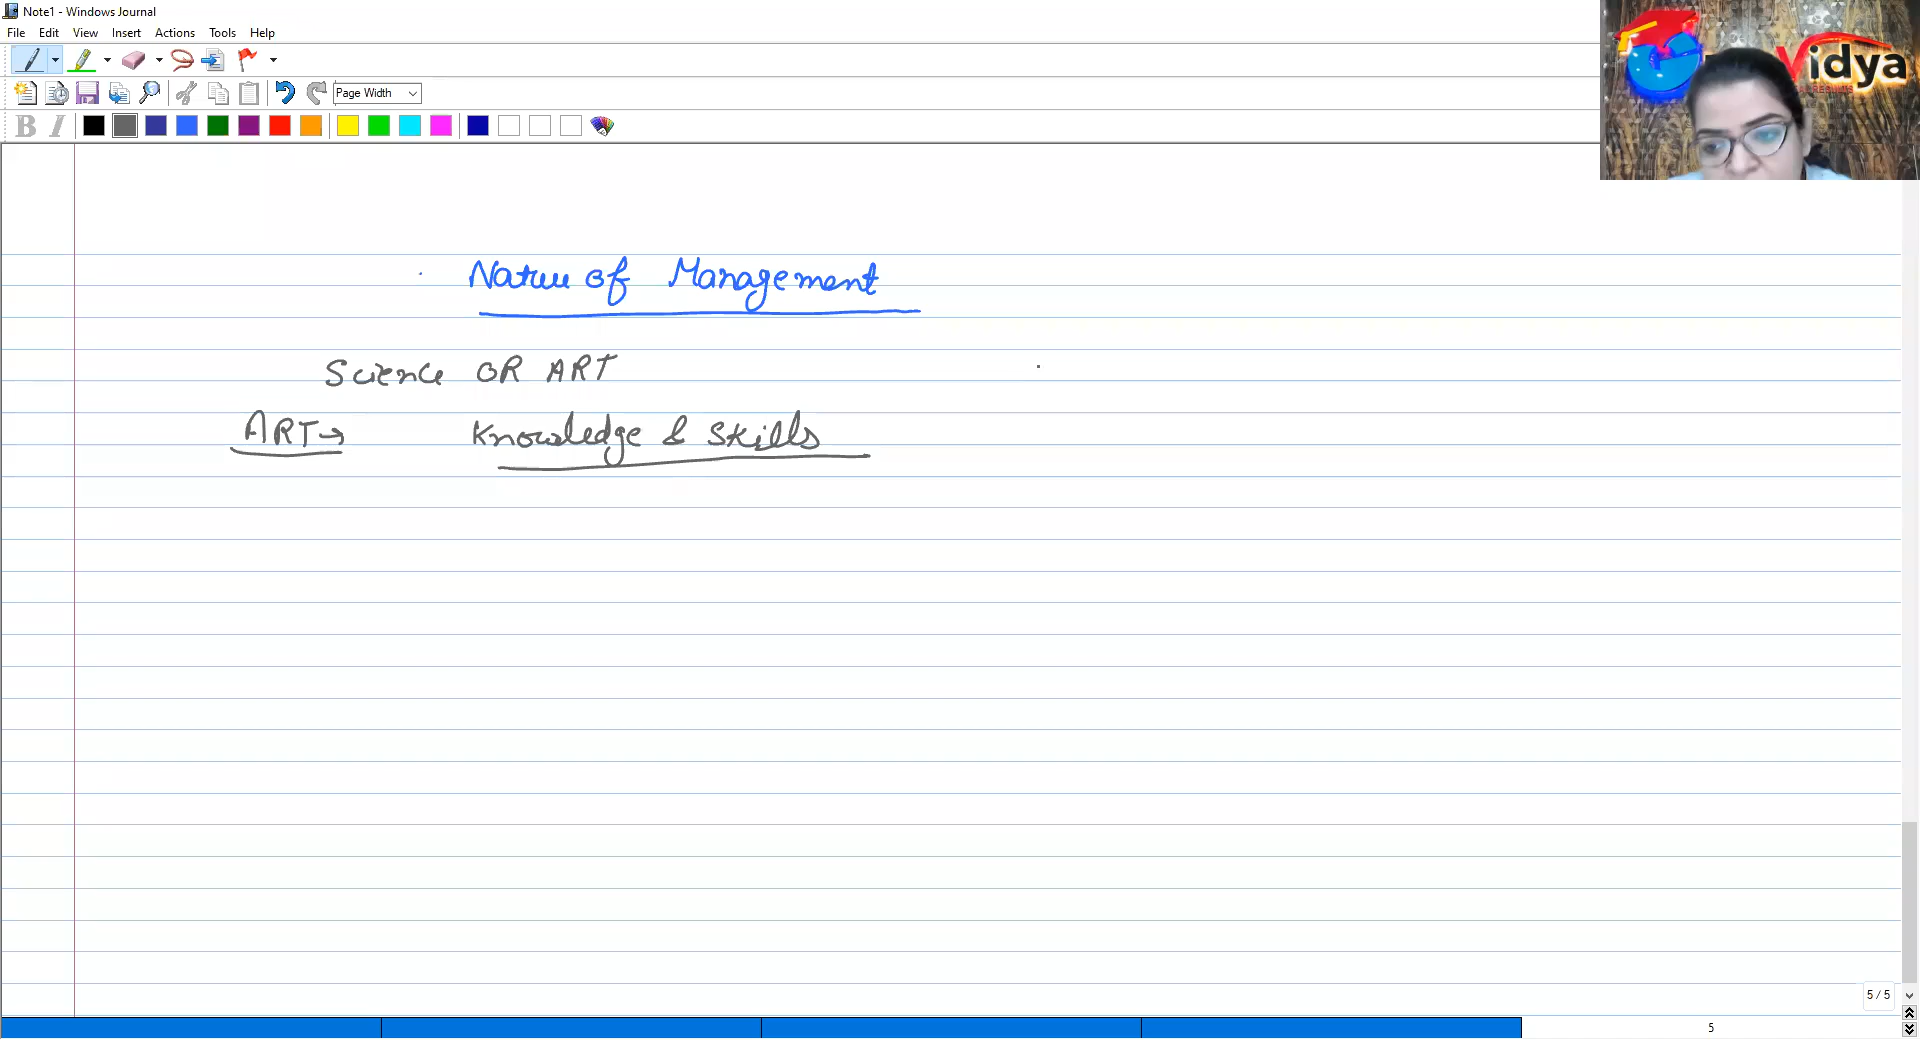 Note1 - Windows Journal
File Edit View Insert Actions Tools Help
Page Width
B I
Vidya
Nature of Management
Science OR ART
ART→ Knowledge & Skills
5 / 5
5